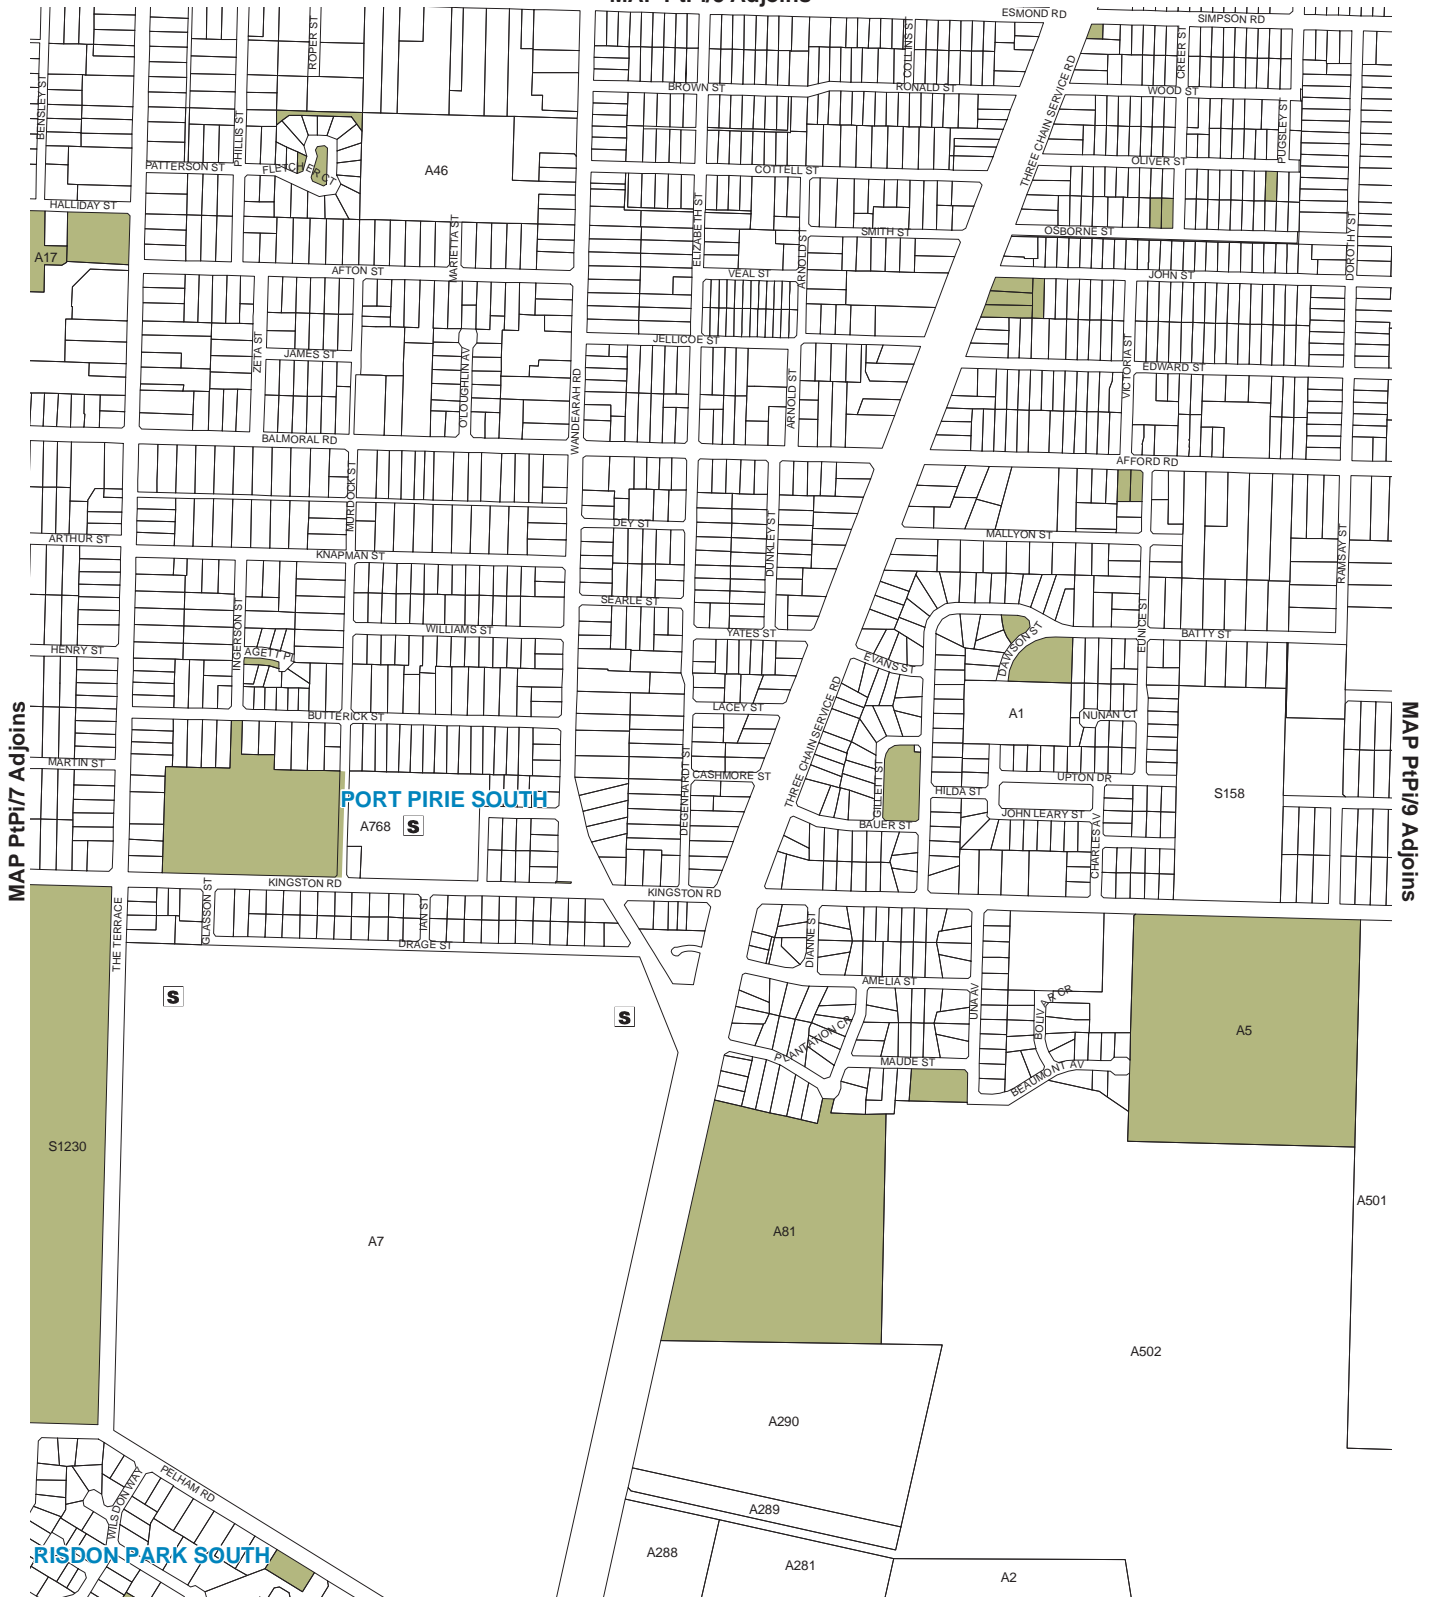 ESMOND RD
SIMPSON RD
ROPER ST
COLLINS ST
CREER ST
THREE CHAIN SERVICE RD
BENSLEY ST
BROWN ST
RONALD ST
WOOD ST
PHILLIS ST
PUGSLEY ST
PATTERSON ST
FLETCHER CT
A46
COTTELL ST
OLIVER ST
HALLIDAY ST
ELIZABETH ST
MARIETTA ST
SMITH ST
OSBORNE ST
DOROTHY ST
A17
AFTON ST
VEAL ST
ARNOLD S
JOHN ST
ZETA ST
JAMES ST
JELLICOE ST
OLOUGHLIN AV
WANDEARAH RD
ARNOLD ST
VICTORIA ST
EDWARD ST
BALMORAL RD
AFFORD RD
MURDOCK ST
DEY ST
DUNKLEY ST
ARTHUR ST
KNAPMAN ST
MALLYON ST
RAMSAY ST
SEARLE ST
INGERSON ST
WILLIAMS ST
YATES ST
DAWSON ST
EUNICE ST
BATTY ST
HENRY ST
AGETT PL
EVANS ST
THREE CHAIN SERVICE RD
BUTTERICK ST
LACEY ST
A1
NUNAN CT
MAP PtPi/7 Adjoins
MAP PtPi/9 Adjoins
MARTIN ST
DEGENHARDT ST
CASHMORE ST
GILLETT ST
UPTON DR
HILDA ST
S158
PORT PIRIE SOUTH
A768
S
BAUER ST
JOHN LEARY ST
CHARLES AV
KINGSTON RD
KINGSTON RD
THE TERRACE
GLASSON ST
IAN ST
DRAGE ST
DIANNE ST
AMELIA ST
UNA AV
S
S
BOLIVAR CR
PLANTATION CR
A5
MAUDE ST
BEAUMONT AV
S1230
A7
A81
A501
A502
A290
PELHAM RD
WILSDON WAY
A289
RISDON PARK SOUTH
A288
A281
A2